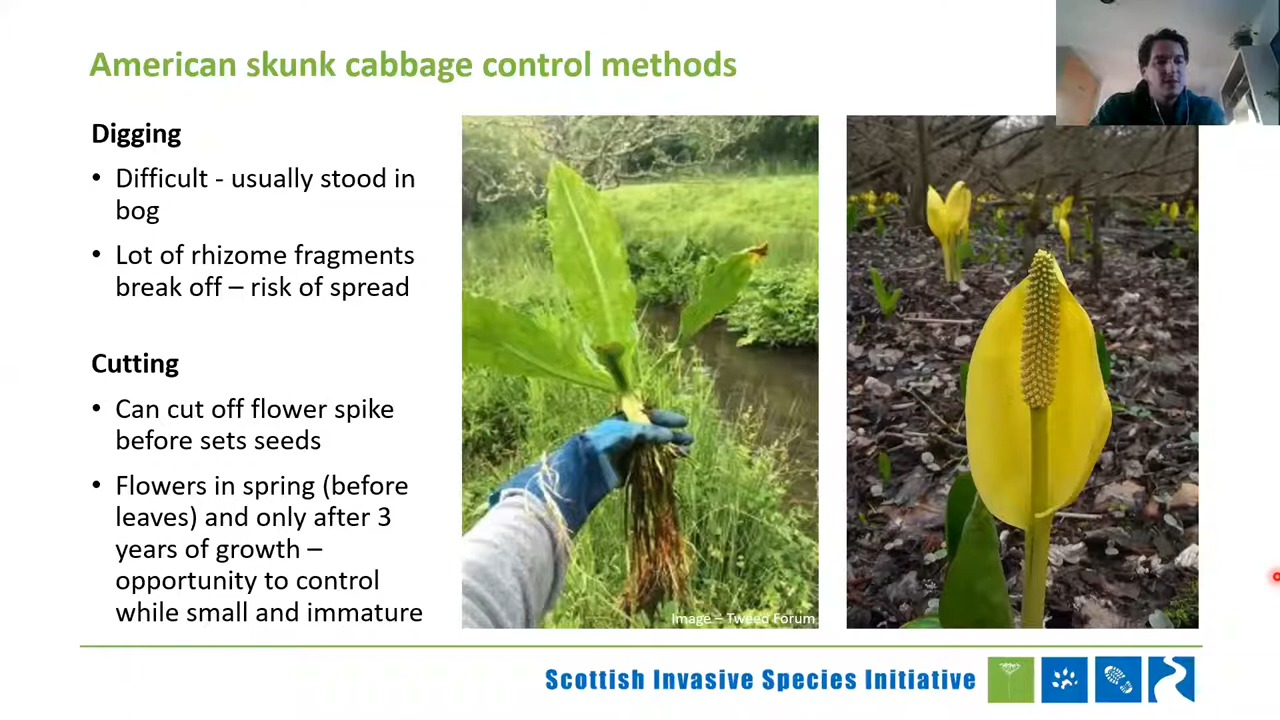 American skunk cabbage control methods
Digging
• Difficult - usually stood in
bog
• Lot of rhizome fragments
break off – risk of spread
Cutting
• Can cut off flower spike
before sets seeds
• Flowers in spring (before
leaves) and only after 3
years of growth –
opportunity to control
while small and immature
Image – Tweed Forum
Scottish Invasive Species Initiative